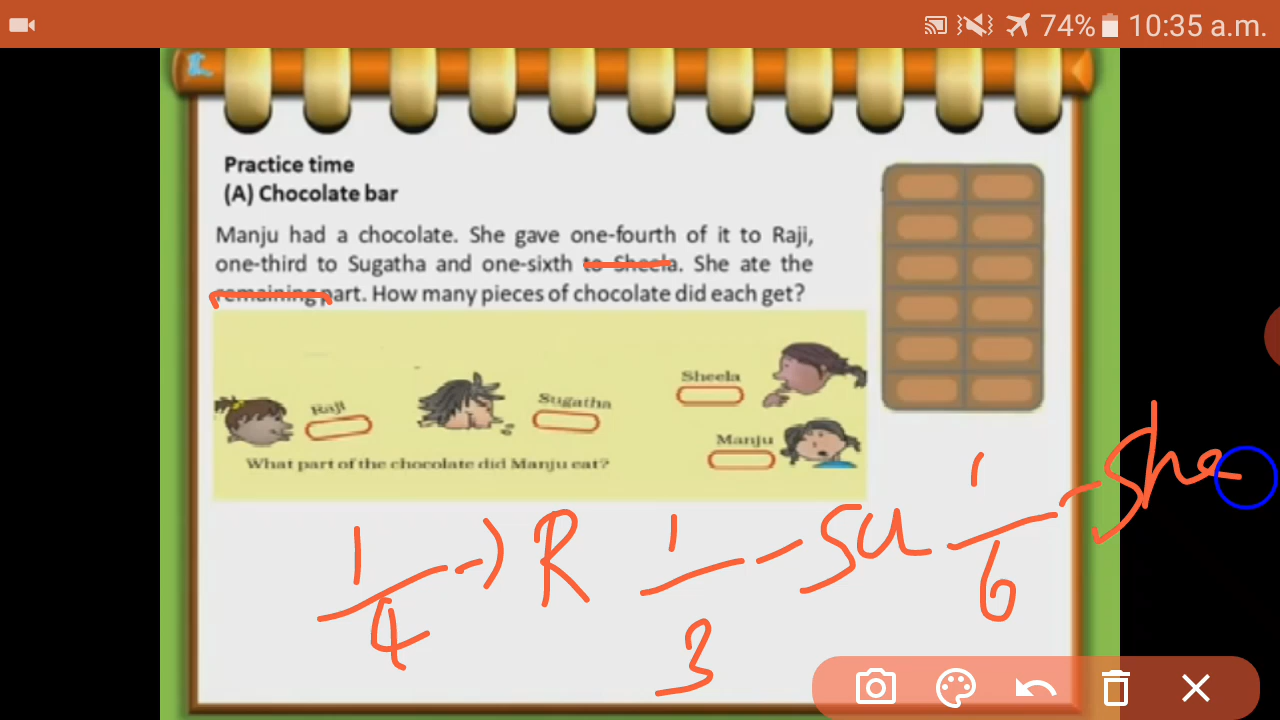 74% 10:35 a.m.
Practice time
(A) Chocolate bar
Manju had a chocolate. She gave one-fourth of it to Raji,
one-third to Sugatha and one-sixth to Sheela. She ate the
remaining part. How many pieces of chocolate did each get?
Raji
Sugatha
Sheela
Manju
What part of the chocolate did Manju eat?
1/4 -> R 1/3 - Su 1/6 - She